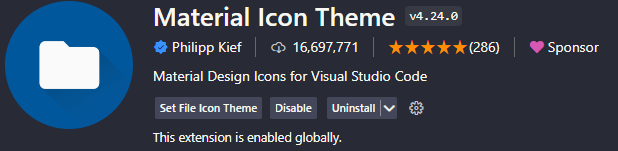 Material Icon Theme v4.24.0
Philipp Kief 16,697,771 (286) Sponsor
Material Design Icons for Visual Studio Code
Set File Icon Theme Disable Uninstall
This extension is enabled globally.